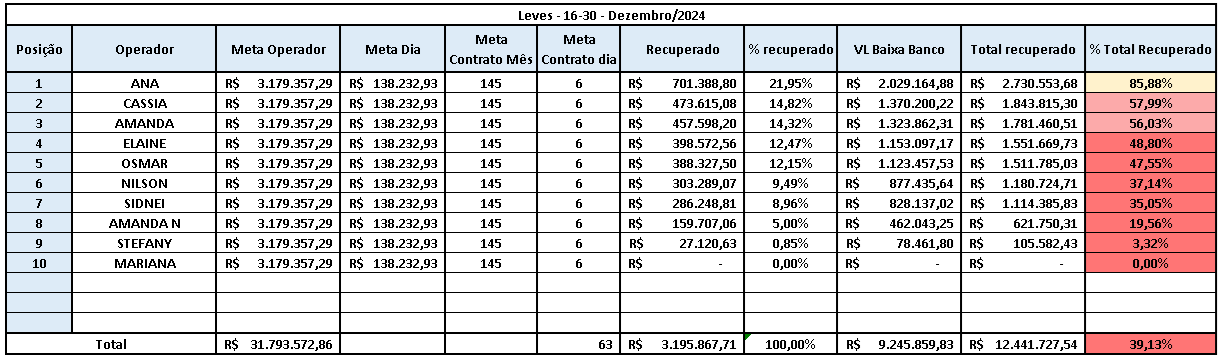 Leves - 16-30 - Dezembro/2024
Posição Operador Meta Operador Meta Dia Meta Contrato Mês Meta Contrato dia Recuperado % recuperado VL Baixa Banco Total recuperado % Total Recuperado
1 ANA R$ 3.179.357,29 R$ 138.232,93 145 6 R$ 701.388,80 21,95% R$ 2.029.164,88 R$ 2.730.553,68 85,88%
2 CASSIA R$ 3.179.357,29 R$ 138.232,93 145 6 R$ 473.615,08 14,82% R$ 1.370.200,22 R$ 1.843.815,30 57,99%
3 AMANDA R$ 3.179.357,29 R$ 138.232,93 145 6 R$ 457.598,20 14,32% R$ 1.323.862,31 R$ 1.781.460,51 56,03%
4 ELAINE R$ 3.179.357,29 R$ 138.232,93 145 6 R$ 398.572,56 12,47% R$ 1.153.097,17 R$ 1.551.669,73 48,80%
5 OSMAR R$ 3.179.357,29 R$ 138.232,93 145 6 R$ 388.327,50 12,15% R$ 1.123.457,53 R$ 1.511.785,03 47,55%
6 NILSON R$ 3.179.357,29 R$ 138.232,93 145 6 R$ 303.289,07 9,49% R$ 877.435,64 R$ 1.180.724,71 37,14%
7 SIDNEI R$ 3.179.357,29 R$ 138.232,93 145 6 R$ 286.248,81 8,96% R$ 828.137,02 R$ 1.114.385,83 35,05%
8 AMANDA N R$ 3.179.357,29 R$ 138.232,93 145 6 R$ 159.707,06 5,00% R$ 462.043,25 R$ 621.750,31 19,56%
9 STEFANY R$ 3.179.357,29 R$ 138.232,93 145 6 R$ 27.120,63 0,85% R$ 78.461,80 R$ 105.582,43 3,32%
10 MARIANA R$ 3.179.357,29 R$ 138.232,93 145 6 R$ - 0,00% R$ - R$ - 0,00%
Total R$ 31.793.572,86 63 R$ 3.195.867,71 100,00% R$ 9.245.859,83 R$ 12.441.727,54 39,13%